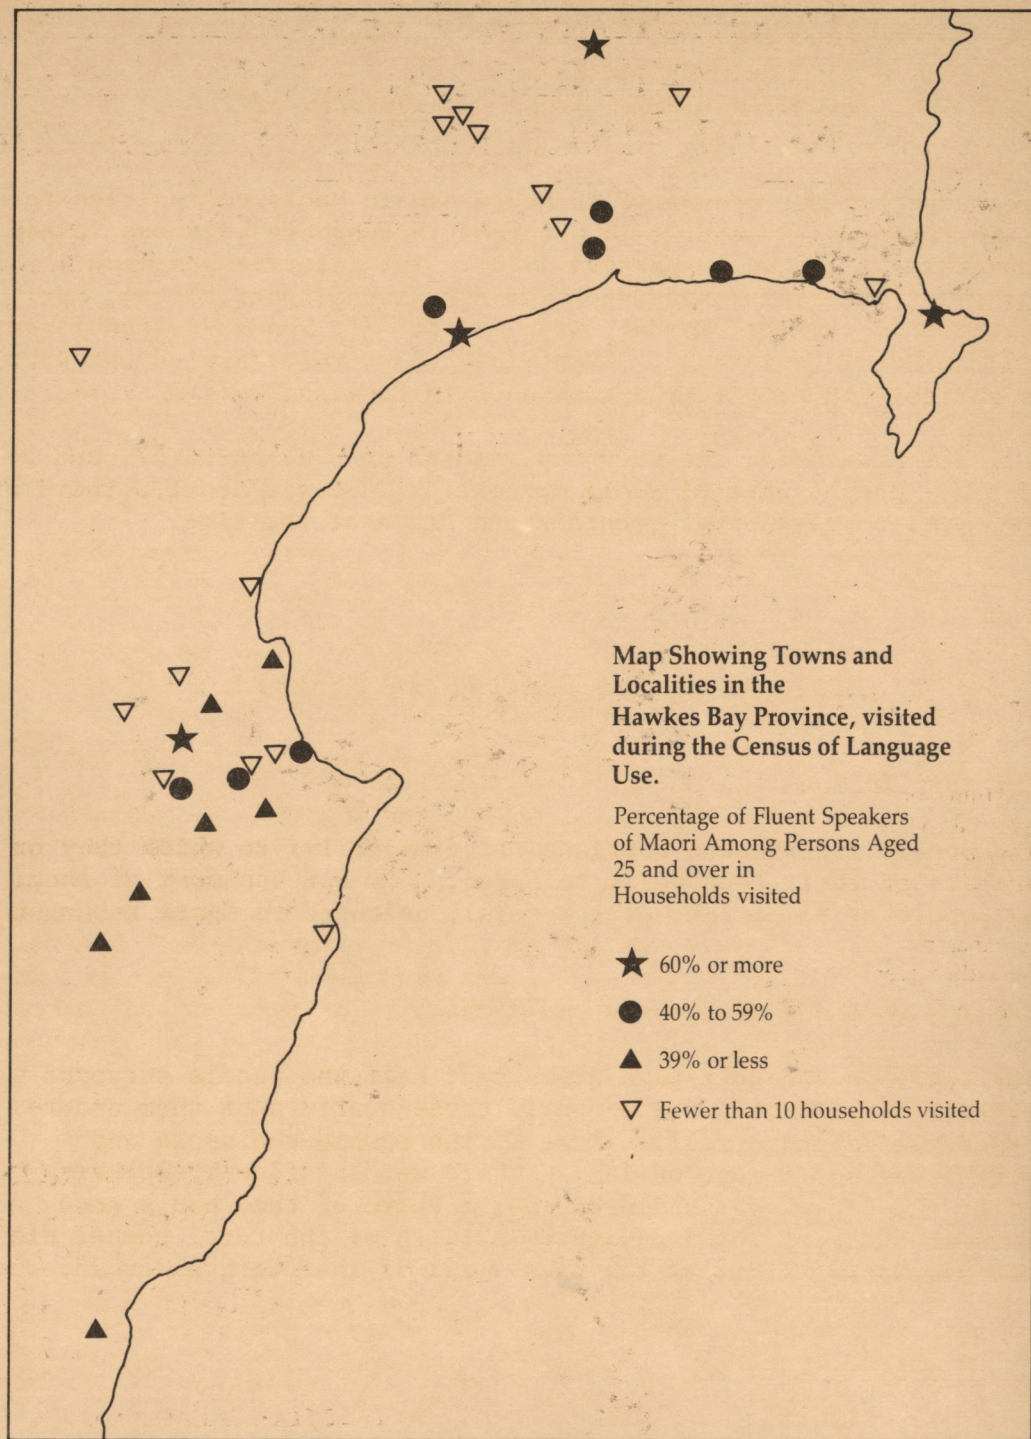 Map Showing Towns and
Localities in the
Hawkes Bay Province, visited
during the Census of Language
Use.
Percentage of Fluent Speakers
of Maori Among Persons Aged
25 and over in
Households visited
60% or more
40% to 59%
39% or less
Fewer than 10 households visited